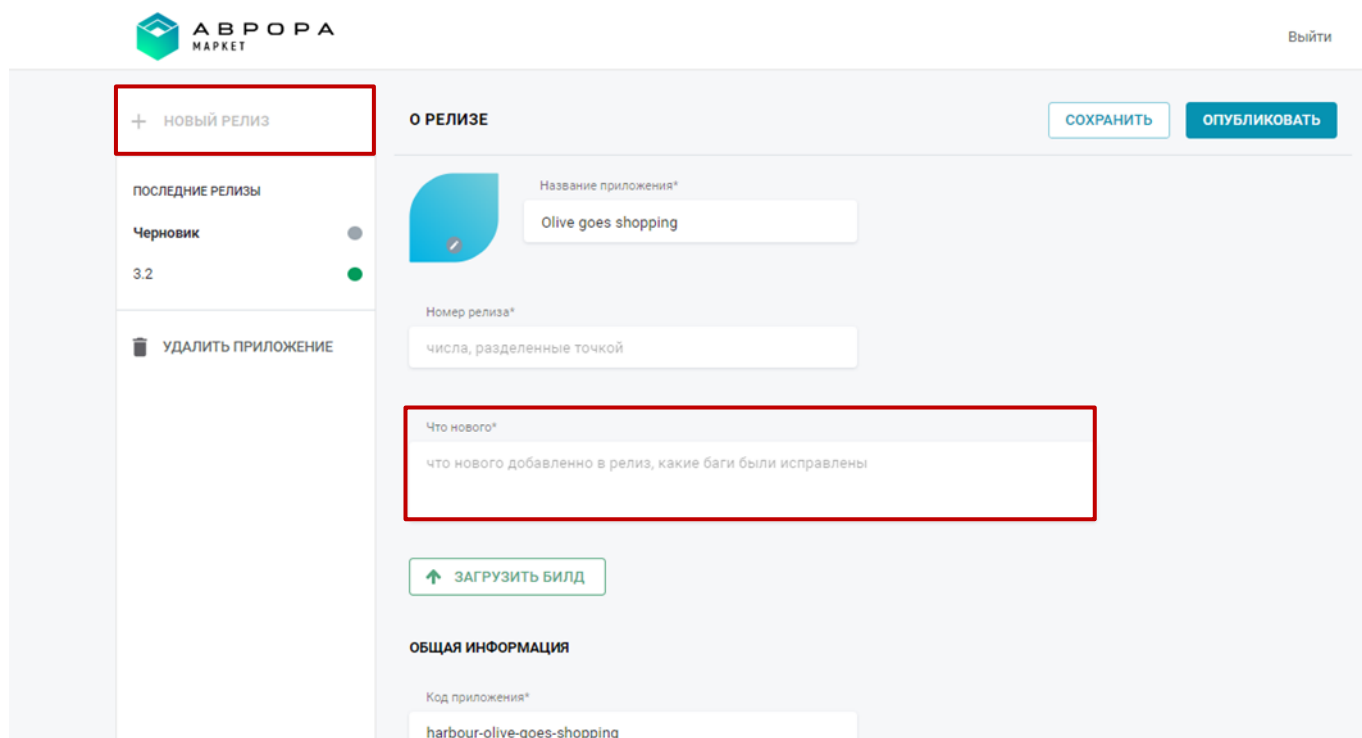 АВРОРА
МАРКЕТ
Выйти
+ НОВЫЙ РЕЛИЗ
ПОСЛЕДНИЕ РЕЛИЗЫ
Черновик
3.2
УДАЛИТЬ ПРИЛОЖЕНИЕ
О РЕЛИЗЕ
СОХРАНИТЬ
ОПУБЛИКОВАТЬ
Название приложения*
Olive goes shopping
Номер релиза*
числа, разделенные точкой
Что нового*
что нового добавленно в релиз, какие баги были исправлены
ЗАГРУЗИТЬ БИЛД
ОБЩАЯ ИНФОРМАЦИЯ
Код приложения*
harbour-olive-goes-shopping